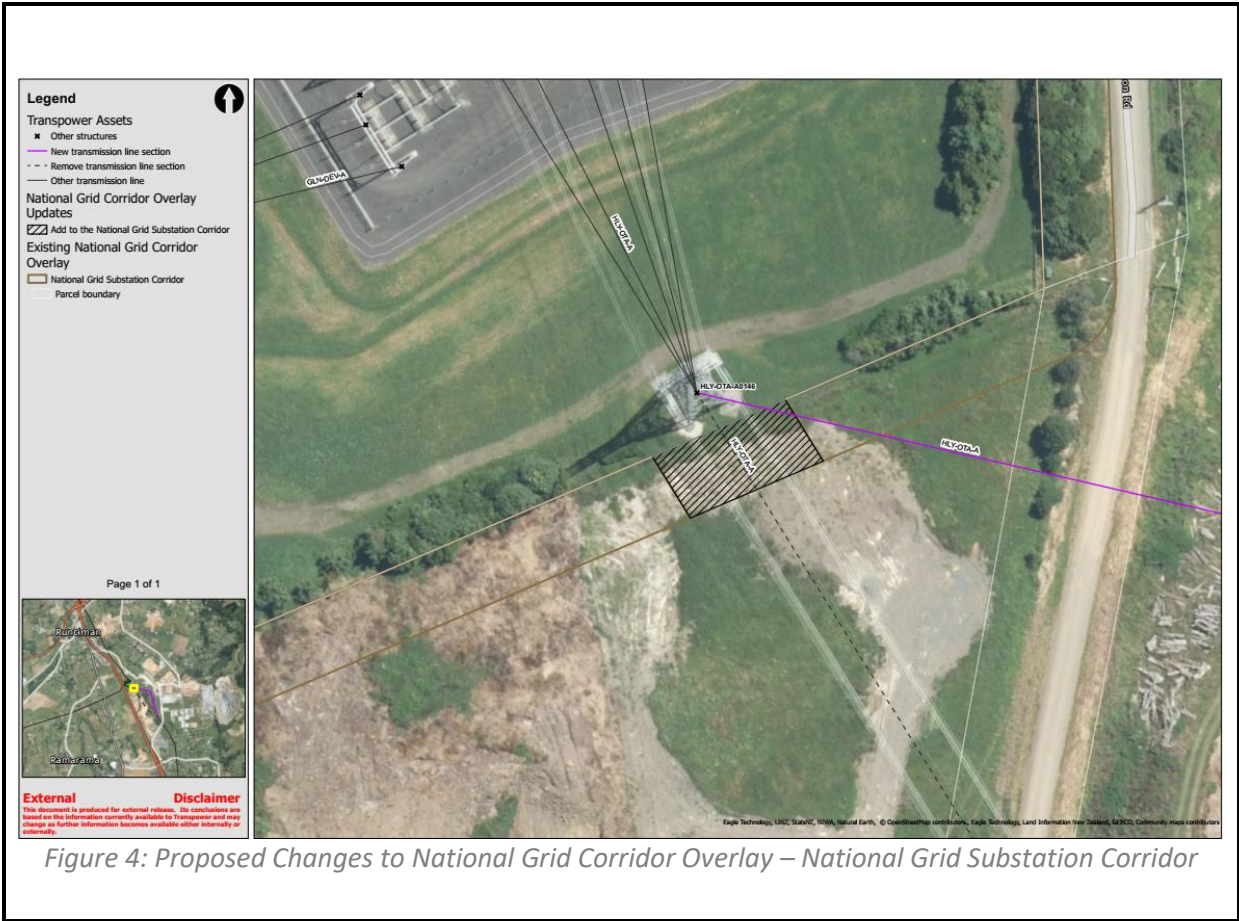 Legend
Transpower Assets
Other structures
New transmission line section
Remove transmission line section
Other transmission line
National Grid Corridor Overlay
Updates
Add to the National Grid Substation Corridor
Existing National Grid Corridor
Overlay
National Grid Substation Corridor
Parcel boundary
Page 1 of 1
Runciman
Ramarama
External Disclaimer
This document is produced for external release. Its conclusions are
based on the information currently available to Transpower and may
change as further information becomes available either internally or
externally.
GLN-DEV-A
HLY-OTA-A
on Rd
HLY-OTA-A0146
HLY-OTA-A
HLY-OTA-A
Eagle Technology, LINZ, StatsNZ, NIWA, Natural Earth, © OpenStreetMap contributors, Eagle Technology, Land Information New Zealand, GEBCO, Community maps contributors
Figure 4: Proposed Changes to National Grid Corridor Overlay – National Grid Substation Corridor